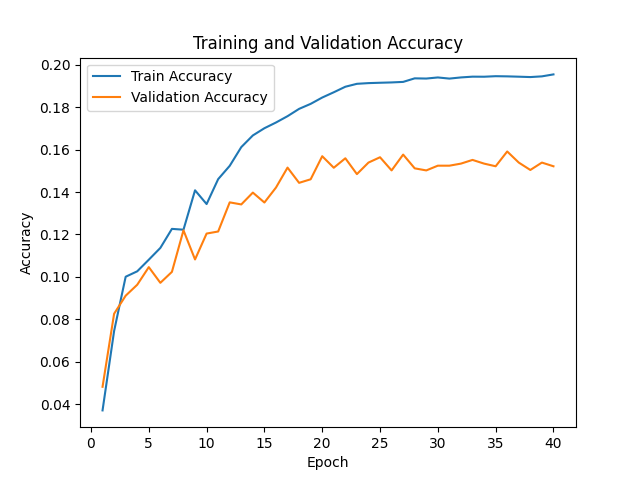 Training and Validation Accuracy
Train Accuracy
Validation Accuracy
0.20
0.18
0.16
0.14
0.12
0.10
0.08
0.06
0.04
Accuracy
0 5 10 15 20 25 30 35 40
Epoch